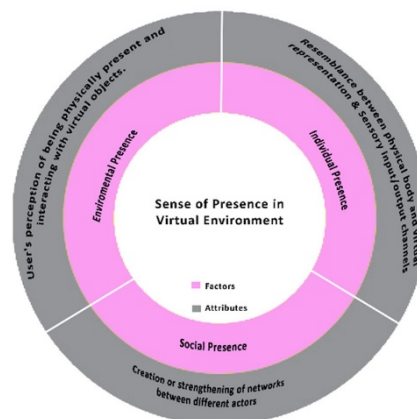 User's perception of being physically present and
interacting with virtual objects.
Resemblance between physical body and virtual
representation & Sensory input/output
channels
Enviromental Presence
Individual Presence
Sense of Presence in
Virtual Environment
Factors
Attributes
Social Presence
Creation or strengthening of networks
between different actors